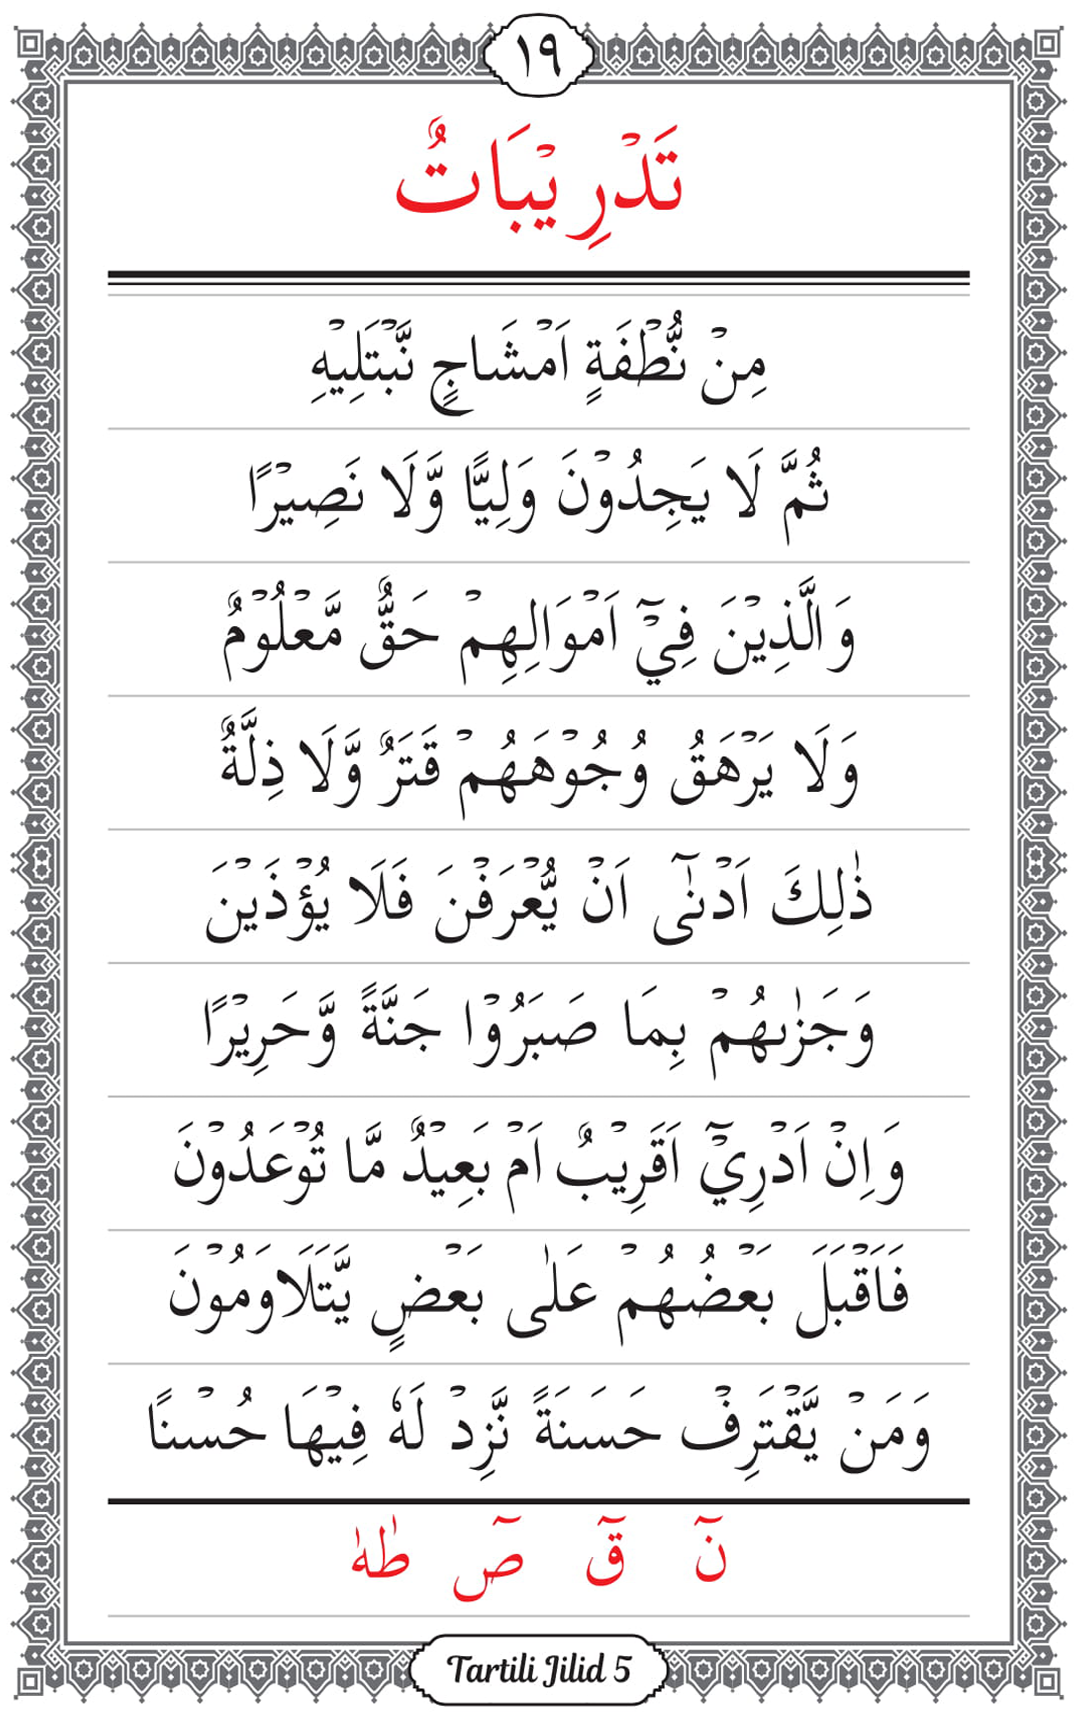 ١٩
تَدْرِيْبَاتٌ
مِنْ نُّطْفَةٍ اَمْشَاجٍ نَّبْتَلِيْهِ
ثُمَّ لَا يَجِدُوْنَ وَلِيًّا وَّلَا نَصِيْرًا
وَالَّذِيْنَ فِيْٓ اَمْوَالِهِمْ حَقٌّ مَّعْلُوْمٌ
وَلَا يَرْهَقُ وُجُوْهَهُمْ قَتَرٌ وَّلَا ذِلَّةٌ
ذٰلِكَ اَدْنٰٓى اَنْ يُّعْرَفْنَ فَلَا يُؤْذَيْنَ
وَجَزٰىهُمْ بِمَا صَبَرُوْا جَنَّةً وَّحَرِيْرًا
وَاِنْ اَدْرِيْٓ اَقَرِيْبٌ اَمْ بَعِيْدٌ مَّا تُوْعَدُوْنَ
فَاَقْبَلَ بَعْضُهُمْ عَلٰى بَعْضٍ يَّتَلَاوَمُوْنَ
وَمَنْ يَّقْتَرِفْ حَسَنَةً نَّزِدْ لَهٗ فِيْهَا حُسْنًا
نٓ قٓ صٓ طٰهٰ
Tartili Jilid 5